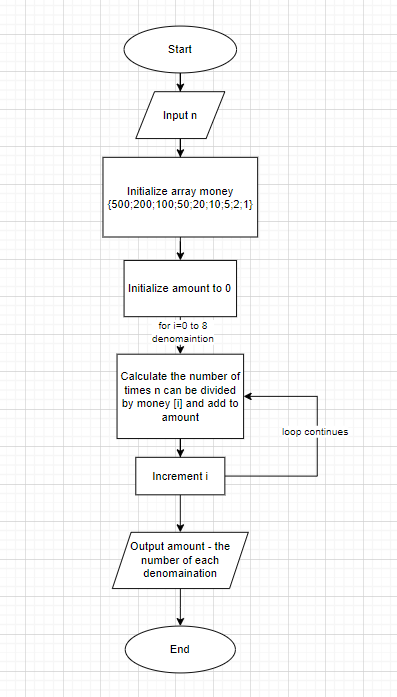 Start
Input n
Initialize array money
{500;200;100;50;20;10;5;2;1}
Initialize amount to 0
for i=0 to 8
denomaintion
Calculate the number of
times n can be divided
by money [i] and add to
amount
loop continues
Increment i
Output amount - the
number of each
denomaination
End